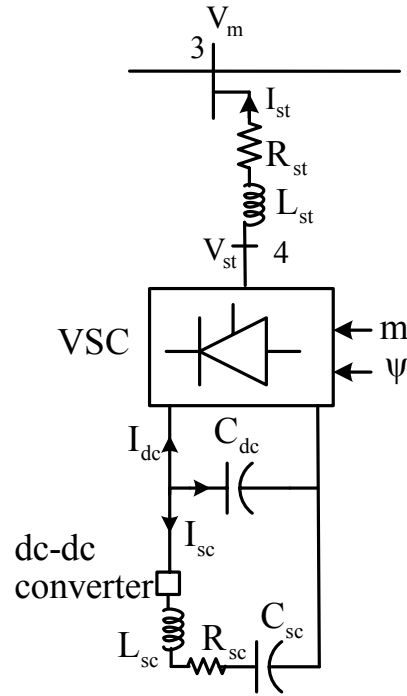 V_m
3
I_st
R_st
L_st
V_st 4
VSC
m
ψ
I_dc
C_dc
I_sc
dc-dc
converter
L_sc
R_sc
C_sc